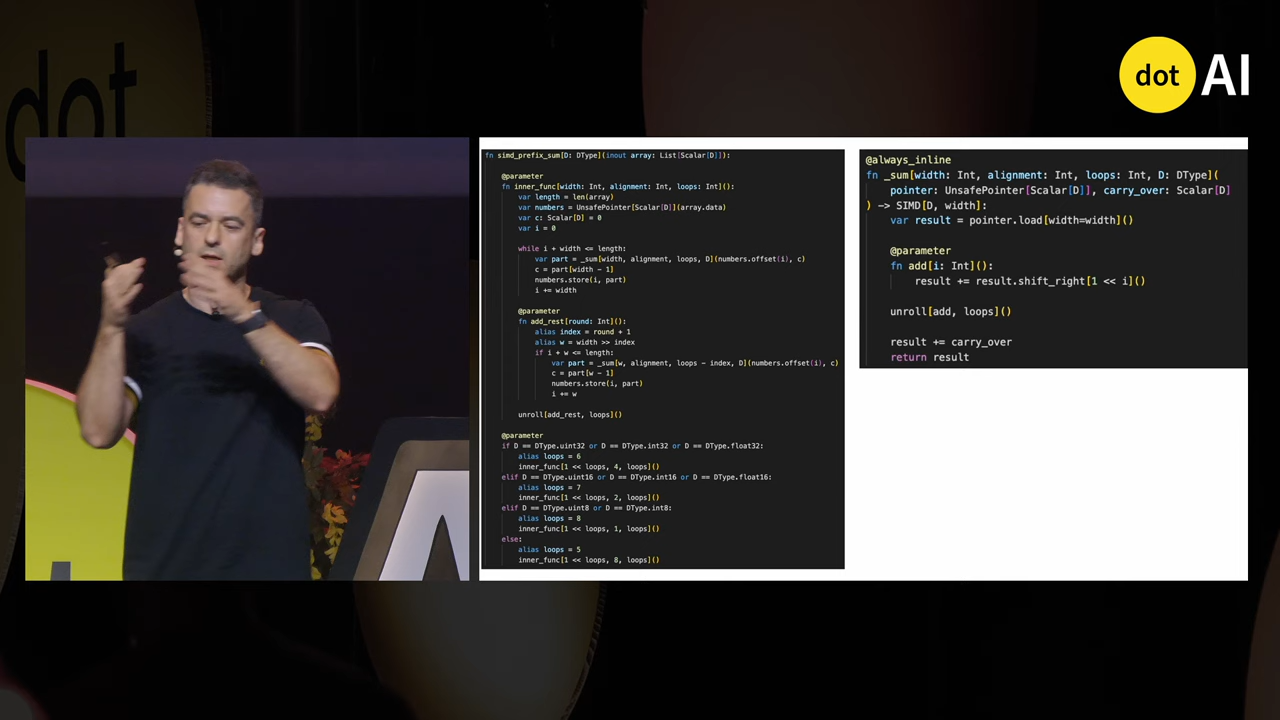 dot
dot AI
fn simd_prefix_sum[D: DType](inout array: List[Scalar[D]]):
@parameter
fn inner_func[width: Int, alignment: Int, loops: Int]():
var length = len(array)
var numbers = UnsafePointer[Scalar[D]](array.data)
var c: Scalar[D] = 0
var i = 0
while i + width <= length:
var part = _sum[width, alignment, loops, D](numbers.offset(i), c)
c = part[width - 1]
numbers.store(i, part)
i += width
@parameter
fn add_rest[round: Int]():
alias index = round + 1
alias w = width >> index
if i + w <= length:
var part = _sum[w, alignment, loops - index, D](numbers.offset(i), c)
c = part[w - 1]
numbers.store(i, part)
i += w
unroll[add_rest, loops]()
@parameter
if D == DType.uint32 or D == DType.int32 or D == DType.float32:
alias loops = 6
inner_func[1 << loops, 4, loops]()
elif D == DType.uint16 or D == DType.int16 or D == DType.float16:
alias loops = 7
inner_func[1 << loops, 2, loops]()
elif D == DType.uint8 or D == DType.int8:
alias loops = 8
inner_func[1 << loops, 1, loops]()
else:
alias loops = 5
inner_func[1 << loops, 8, loops]()
@always_inline
fn _sum[width: Int, alignment: Int, loops: Int, D: DType](
pointer: UnsafePointer[Scalar[D]], carry_over: Scalar[D]
) -> SIMD[D, width]:
var result = pointer.load[width=width]()
@parameter
fn add[i: Int]():
result += result.shift_right[1 << i]()
unroll[add, loops]()
result += carry_over
return result